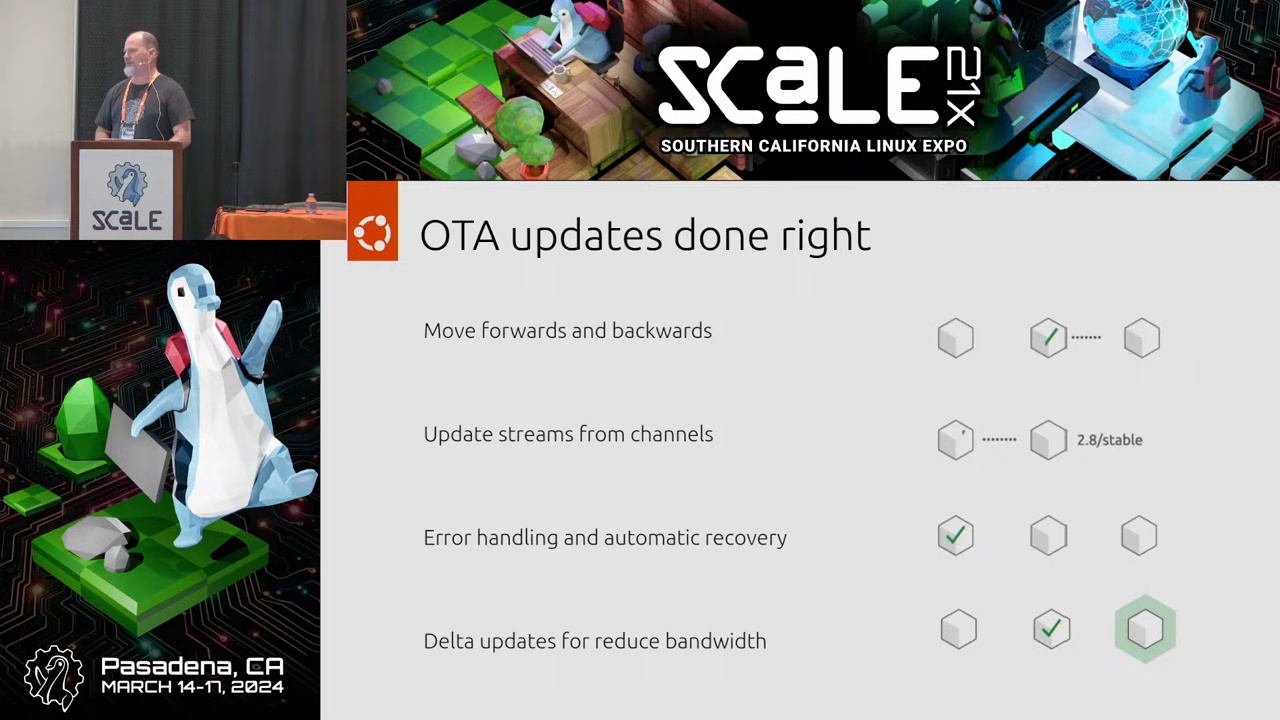 SCaLE
SCaLE 21x
SOUTHERN CALIFORNIA LINUX EXPO
OTA updates done right
Move forwards and backwards
Update streams from channels
2.8/stable
Error handling and automatic recovery
Delta updates for reduce bandwidth
Pasadena, CA
MARCH 14-17, 2024